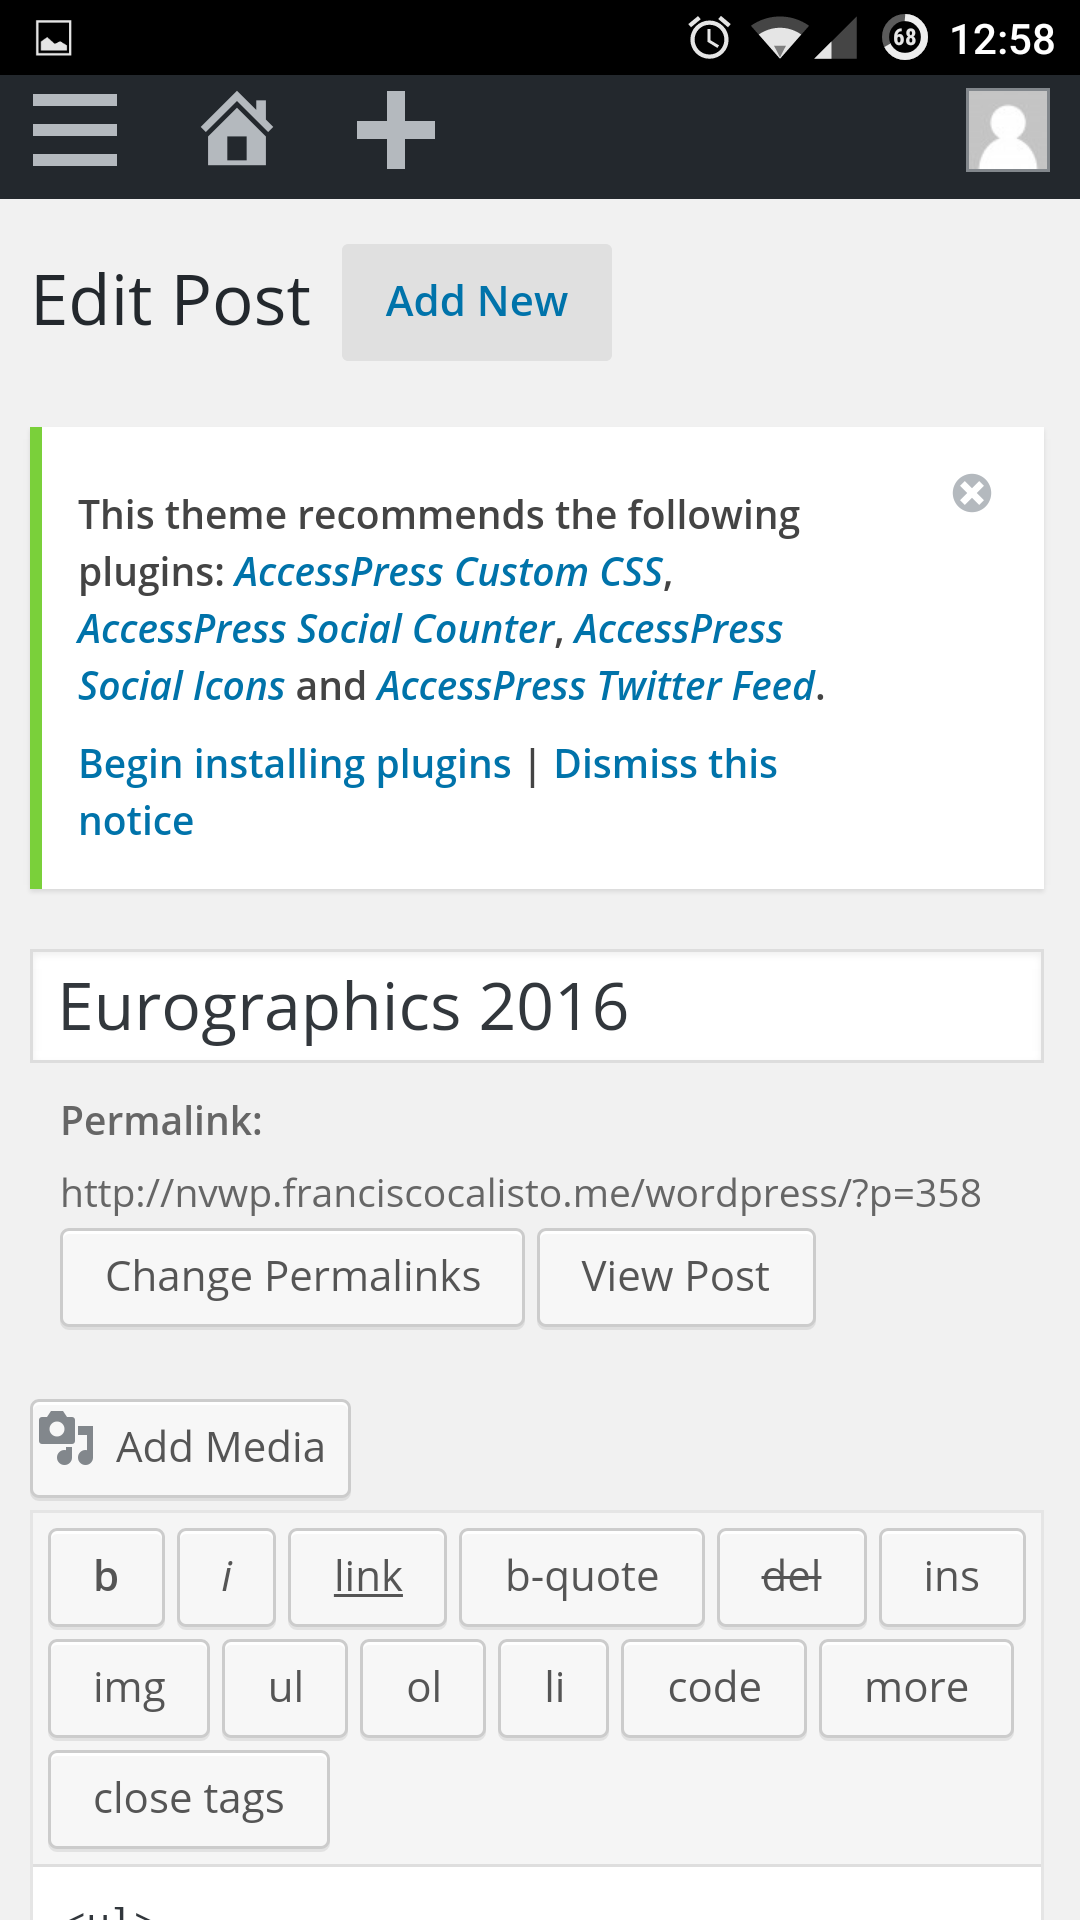 68 12:58
Edit Post Add New
This theme recommends the following
plugins: AccessPress Custom CSS,
AccessPress Social Counter, AccessPress
Social Icons and AccessPress Twitter Feed.
Begin installing plugins | Dismiss this
notice
Eurographics 2016
Permalink:
http://nvwp.franciscocalisto.me/wordpress/?p=358
Change Permalinks View Post
Add Media
b i link b-quote del ins
img ul ol li code more
close tags
<ul>